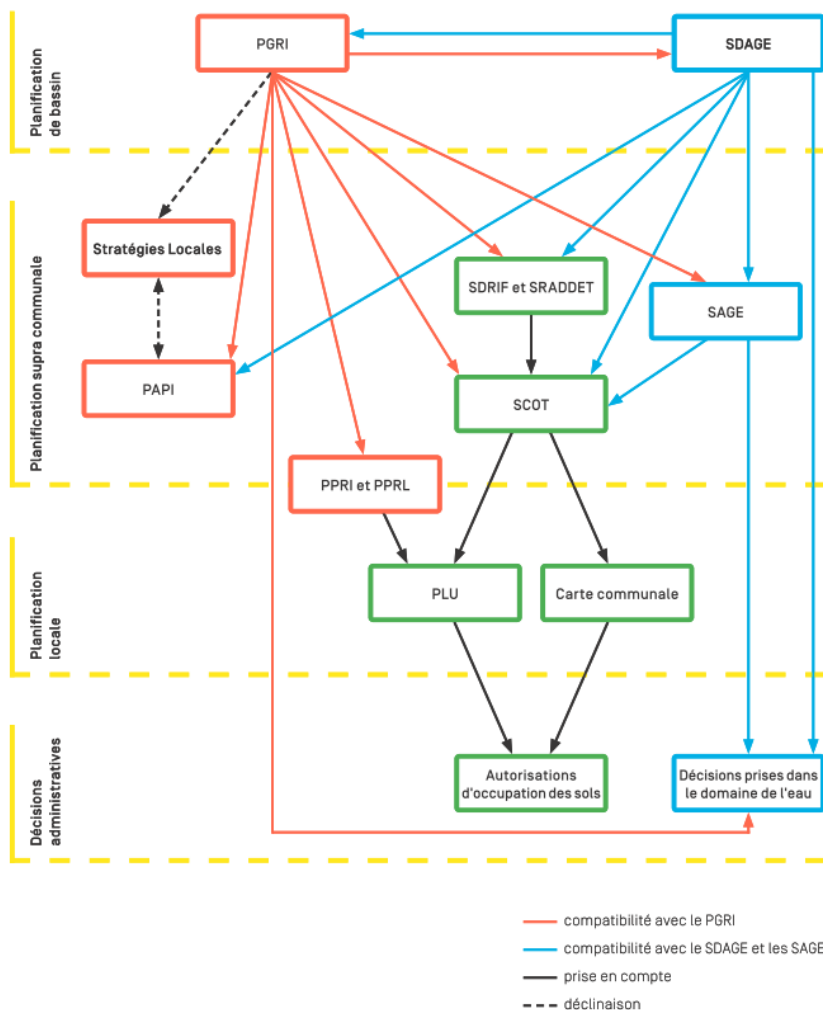 Planification
de bassin
PGRI
SDAGE
Planification supra communale
Stratégies Locales
SDRIF et SRADDET
SAGE
PAPI
SCOT
PPRI et PPRL
Planification
locale
PLU
Carte communale
Décisions
administratives
Autorisations
d'occupation des sols
Décisions prises dans
le domaine de l'eau
compatibilité avec le PGRI
compatibilité avec le SDAGE et les SAGE
prise en compte
déclinaison